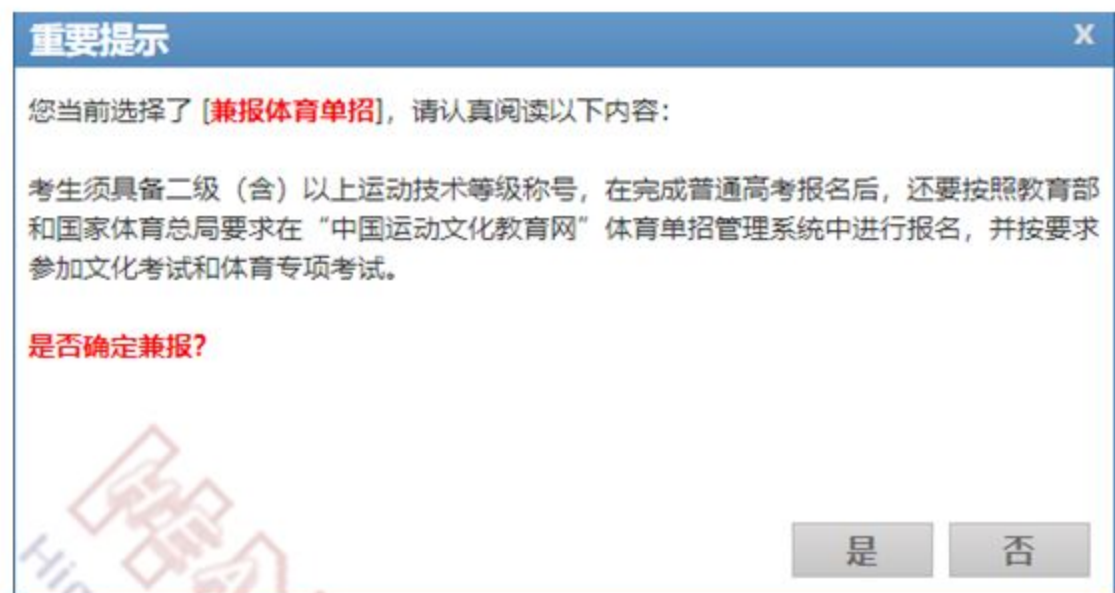 重要提示 X
您当前选择了 [兼报体育单招]，请认真阅读以下内容：
考生须具备二级（含）以上运动技术等级称号，在完成普通高考报名后，还要按照教育部
和国家体育总局要求在“中国运动文化教育网”体育单招管理系统中进行报名，并按要求
参加文化考试和体育专项考试。
是否确定兼报？
是 否